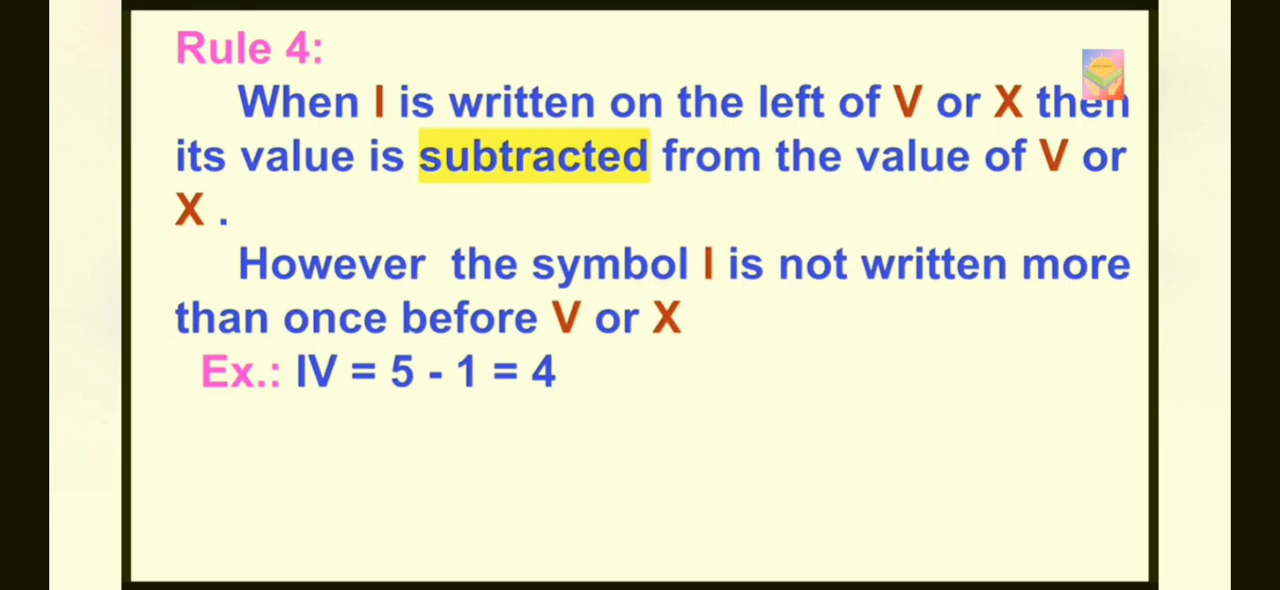 Rule 4:
When I is written on the left of V or X then
its value is subtracted from the value of V or
X .
However the symbol I is not written more
than once before V or X
Ex.: IV = 5 - 1 = 4